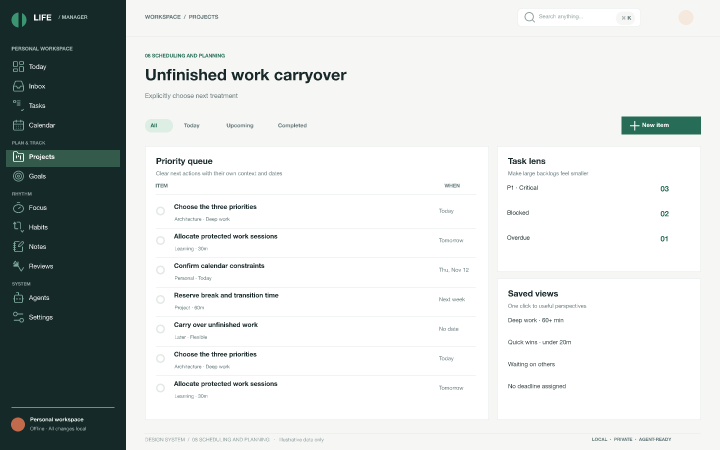 LIFE / MANAGER
PERSONAL WORKSPACE
Today
Inbox
Tasks
Calendar
PLAN & TRACK
Projects
Goals
RHYTHM
Focus
Habits
Notes
Reviews
SYSTEM
Agents
Settings
Personal workspace
Offline · All changes local
WORKSPACE / PROJECTS
Search anything...
⌘ K
08 SCHEDULING AND PLANNING
Unfinished work carryover
Explicitly choose next treatment
All
Today
Upcoming
Completed
New item
Priority queue
Clear next actions with their own context and dates
ITEM WHEN
Choose the three priorities
Architecture · Deep work
Today
Allocate protected work sessions
Learning · 30m
Tomorrow
Confirm calendar constraints
Personal · Today
Thu, Nov 12
Reserve break and transition time
Project · 60m
Next week
Carry over unfinished work
Later · Flexible
No date
Choose the three priorities
Architecture · Deep work
Today
Allocate protected work sessions
Learning · 30m
Tomorrow
Task lens
Make large backlogs feel smaller
P1 · Critical 03
Blocked 02
Overdue 01
Saved views
One click to useful perspectives
Deep work · 60+ min
Quick wins · under 20m
Waiting on others
No deadline assigned
DESIGN SYSTEM / 08 SCHEDULING AND PLANNING · Illustrative data only
LOCAL · PRIVATE · AGENT-READY